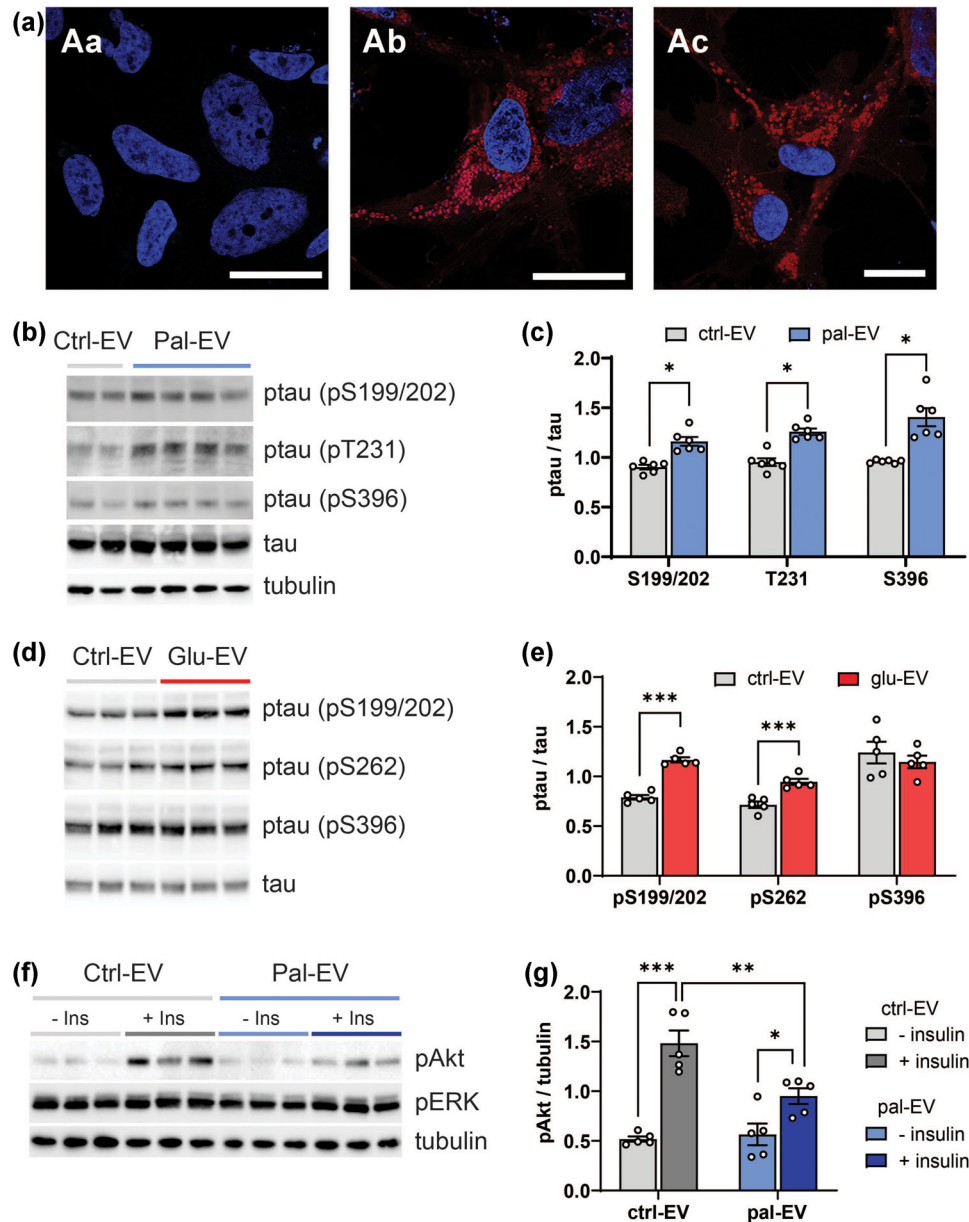 (a)
Aa
Ab
Ac
(b)
Ctrl-EV
Pal-EV
ptau (pS199/202)
ptau (pT231)
ptau (pS396)
tau
tubulin
(c)
ctrl-EV
pal-EV
ptau / tau
2.0
1.5
1.0
0.5
0.0
*
*
*
S199/202
T231
S396
(d)
Ctrl-EV
Glu-EV
ptau (pS199/202)
ptau (pS262)
ptau (pS396)
tau
(e)
ctrl-EV
glu-EV
ptau / tau
2.0
1.5
1.0
0.5
0.0
***
***
pS199/202
pS262
pS396
(f)
Ctrl-EV
Pal-EV
- Ins
+ Ins
- Ins
+ Ins
pAkt
pERK
tubulin
(g)
pAkt / tubulin
2.0
1.5
1.0
0.5
0.0
***
**
*
ctrl-EV
pal-EV
ctrl-EV
- insulin
+ insulin
pal-EV
- insulin
+ insulin